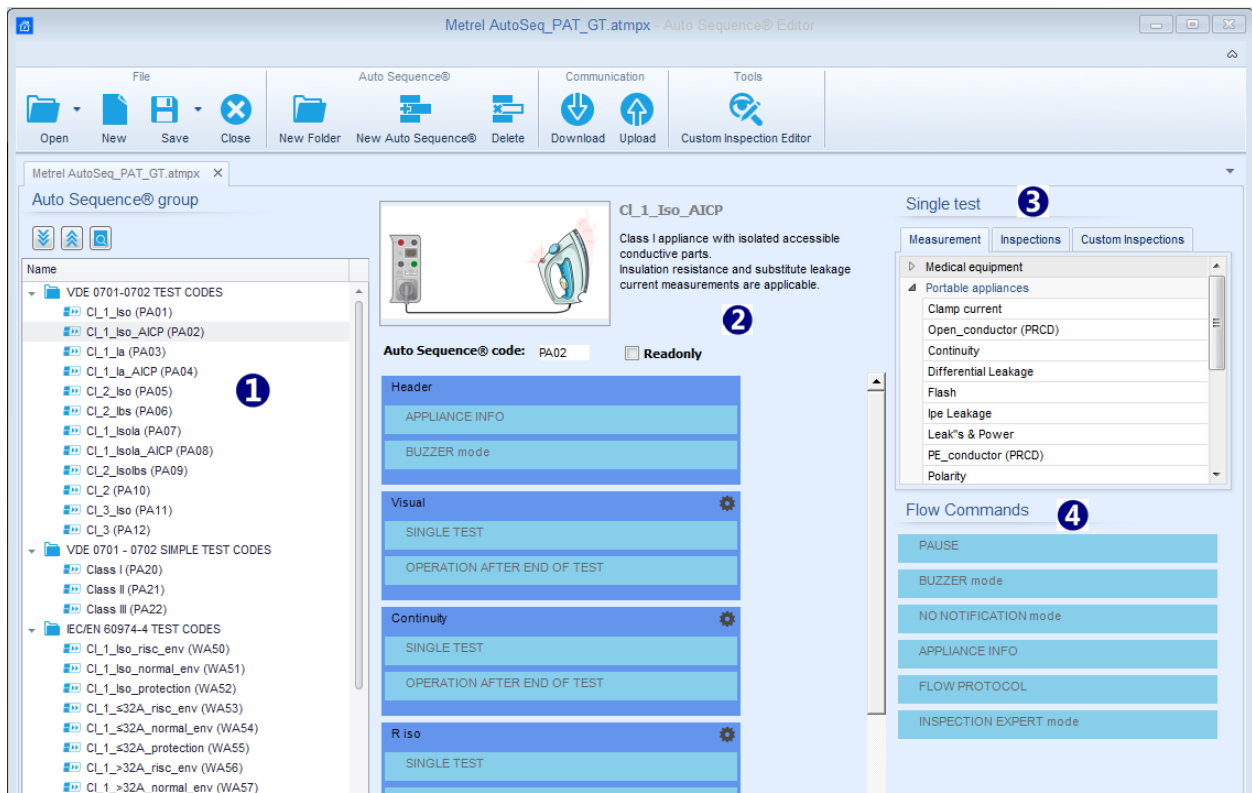 Metrel AutoSeq_PAT_GT.atmpx - Auto Sequence® Editor
File
Auto Sequence®
Communication
Tools
Open
New
Save
Close
New Folder
New Auto Sequence®
Delete
Download
Upload
Custom Inspection Editor
Metrel AutoSeq_PAT_GT.atmpx X
Auto Sequence® group
Name
VDE 0701-0702 TEST CODES
Cl_1_Iso (PA01)
Cl_1_Iso_AICP (PA02)
Cl_1_Ia (PA03)
Cl_1_Ia_AICP (PA04)
Cl_2_Iso (PA05)
Cl_2_Ibs (PA06)
Cl_1_Isola (PA07)
Cl_1_Isola_AICP (PA08)
Cl_2_Isolbs (PA09)
Cl_2 (PA10)
Cl_3_Iso (PA11)
Cl_3 (PA12)
VDE 0701 - 0702 SIMPLE TEST CODES
Class I (PA20)
Class II (PA21)
Class III (PA22)
IEC/EN 60974-4 TEST CODES
Cl_1_Iso_risc_env (WA50)
Cl_1_Iso_normal_env (WA51)
Cl_1_Iso_protection (WA52)
Cl_1_≤32A_risc_env (WA53)
Cl_1_≤32A_normal_env (WA54)
Cl_1_≤32A_protection (WA55)
Cl_1_>32A_risc_env (WA56)
Cl_1_>32A_normal_env (WA57)
1
Cl_1_Iso_AICP
Class I appliance with isolated accessible
conductive parts.
Insulation resistance and substitute leakage
current measurements are applicable.
2
Auto Sequence® code: PA02
Readonly
Header
APPLIANCE INFO
BUZZER mode
Visual
SINGLE TEST
OPERATION AFTER END OF TEST
Continuity
SINGLE TEST
OPERATION AFTER END OF TEST
R iso
SINGLE TEST
Single test
3
Measurement
Inspections
Custom Inspections
Medical equipment
Portable appliances
Clamp current
Open_conductor (PRCD)
Continuity
Differential Leakage
Flash
Ipe Leakage
Leak"s & Power
PE_conductor (PRCD)
Polarity
Flow Commands
4
PAUSE
BUZZER mode
NO NOTIFICATION mode
APPLIANCE INFO
FLOW PROTOCOL
INSPECTION EXPERT mode